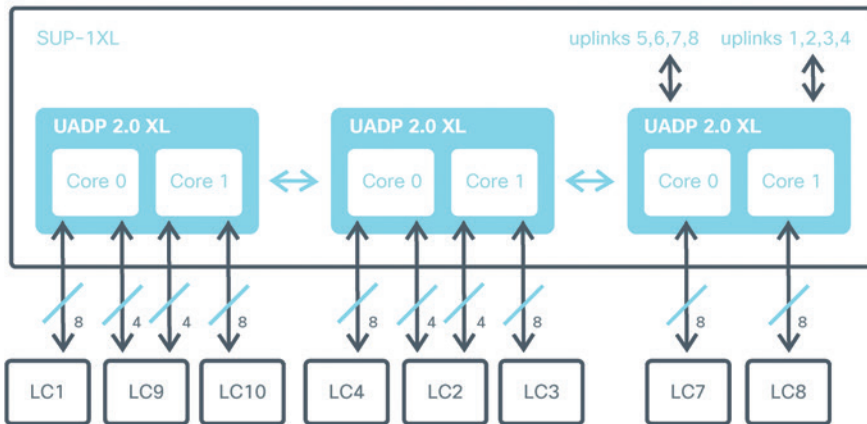 SUP-1XL
uplinks 5,6,7,8
uplinks 1,2,3,4
UADP 2.0 XL
UADP 2.0 XL
UADP 2.0 XL
Core 0
Core 1
Core 0
Core 1
Core 0
Core 1
8
4
4
8
8
4
4
8
8
8
LC1
LC9
LC10
LC4
LC2
LC3
LC7
LC8